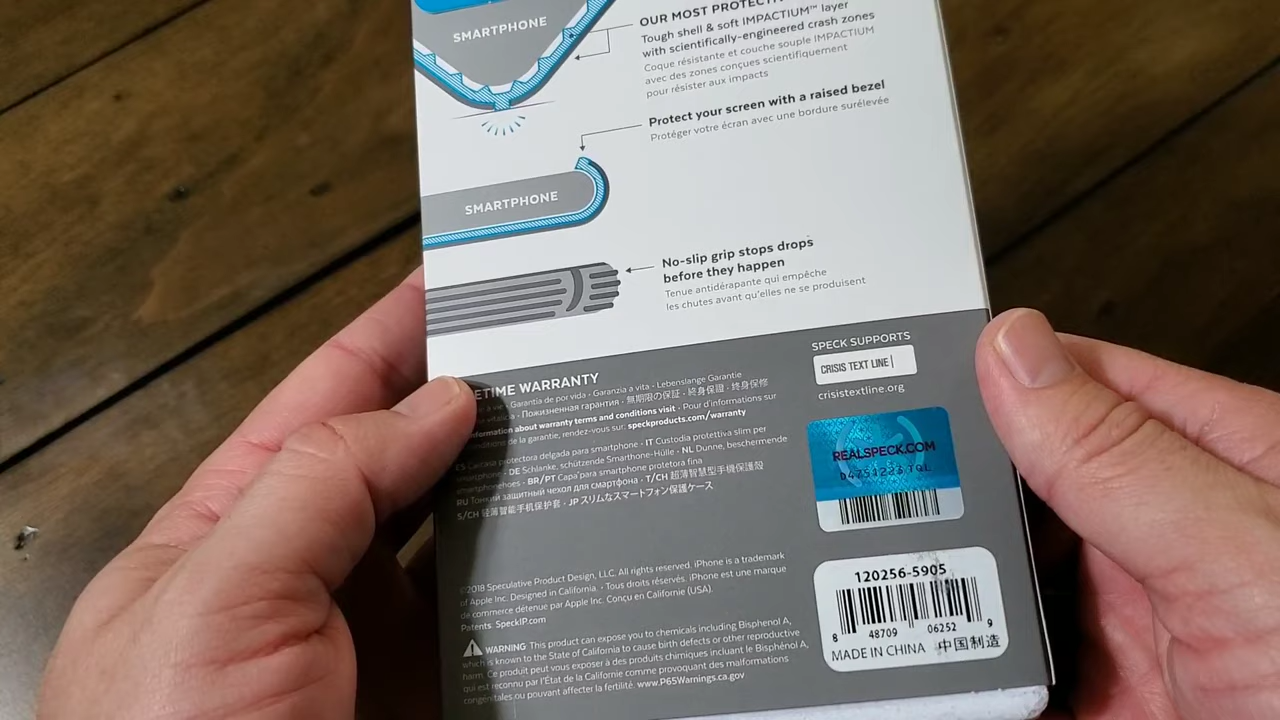 SMARTPHONE
OUR MOST
Tough shell & soft IMPACTIUM™ layer
with scientifically-engineered crash zones
Coque résistante et couche souple IMPACTIUM
avec des zones conçues scientifiquement
pour résister aux impacts
Protect your screen with a raised bezel
Protéger votre écran avec une bordure surélevée
SMARTPHONE
No-slip grip stops drops
before they happen
Tenue antidérapante qui empêche
les chutes avant qu'elles ne se produisent
SPECK SUPPORTS
CRISIS TEXT LINE |
crisistextline.org
WARRANTY
à vie • Garantia de por vida • Garanzia a vita • Lebenslange Garantie
• Пожизненная гарантия • 無期限の保証 • 終身保證 • 终身保修
information about warranty terms and conditions visit • Pour d'informations sur
de la garantie, rendez-vous sur: speckproducts.com/warranty
ES Carcasa protectora delgada para smartphone • IT Custodia protettiva slim per
smartphone • DE Schlanke, schützende Smarthone-Hülle • NL Dunne, beschermende
smartphonehoes • BR/PT Capa para smartphone protetora fina
RU Тонкий защитный чехол для смартфона • T/CH 超薄智慧型手機保護殼
S/CH 轻薄智能手机保护套 • JP スリムなスマートフォン保護ケース
REALSPECK.COM
©2018 Speculative Product Design, LLC. All rights reserved. iPhone is a trademark
of Apple Inc. Designed in California. • Tous droits réservés. iPhone est une marque
de commerce détenue par Apple Inc. Conçu en Californie (USA).
Patents: SpeckIP.com
WARNING This product can expose you to chemicals including Bisphenol A,
which is known to the State of California to cause birth defects or other reproductive
harm. Ce produit peut vous exposer à des produits chimiques incluant le Bisphénol A,
qui est reconnu par l'État de la Californie comme provoquant des malformations
congénitales ou pouvant affecter la fertilité. www.P65Warnings.ca.gov
120256-5905
8 48709 06252 9
MADE IN CHINA 中国制造